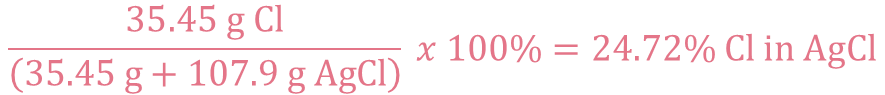 35.45 g Cl
(35.45 g + 107.9 g AgCl) x 100% = 24.72% Cl in AgCl